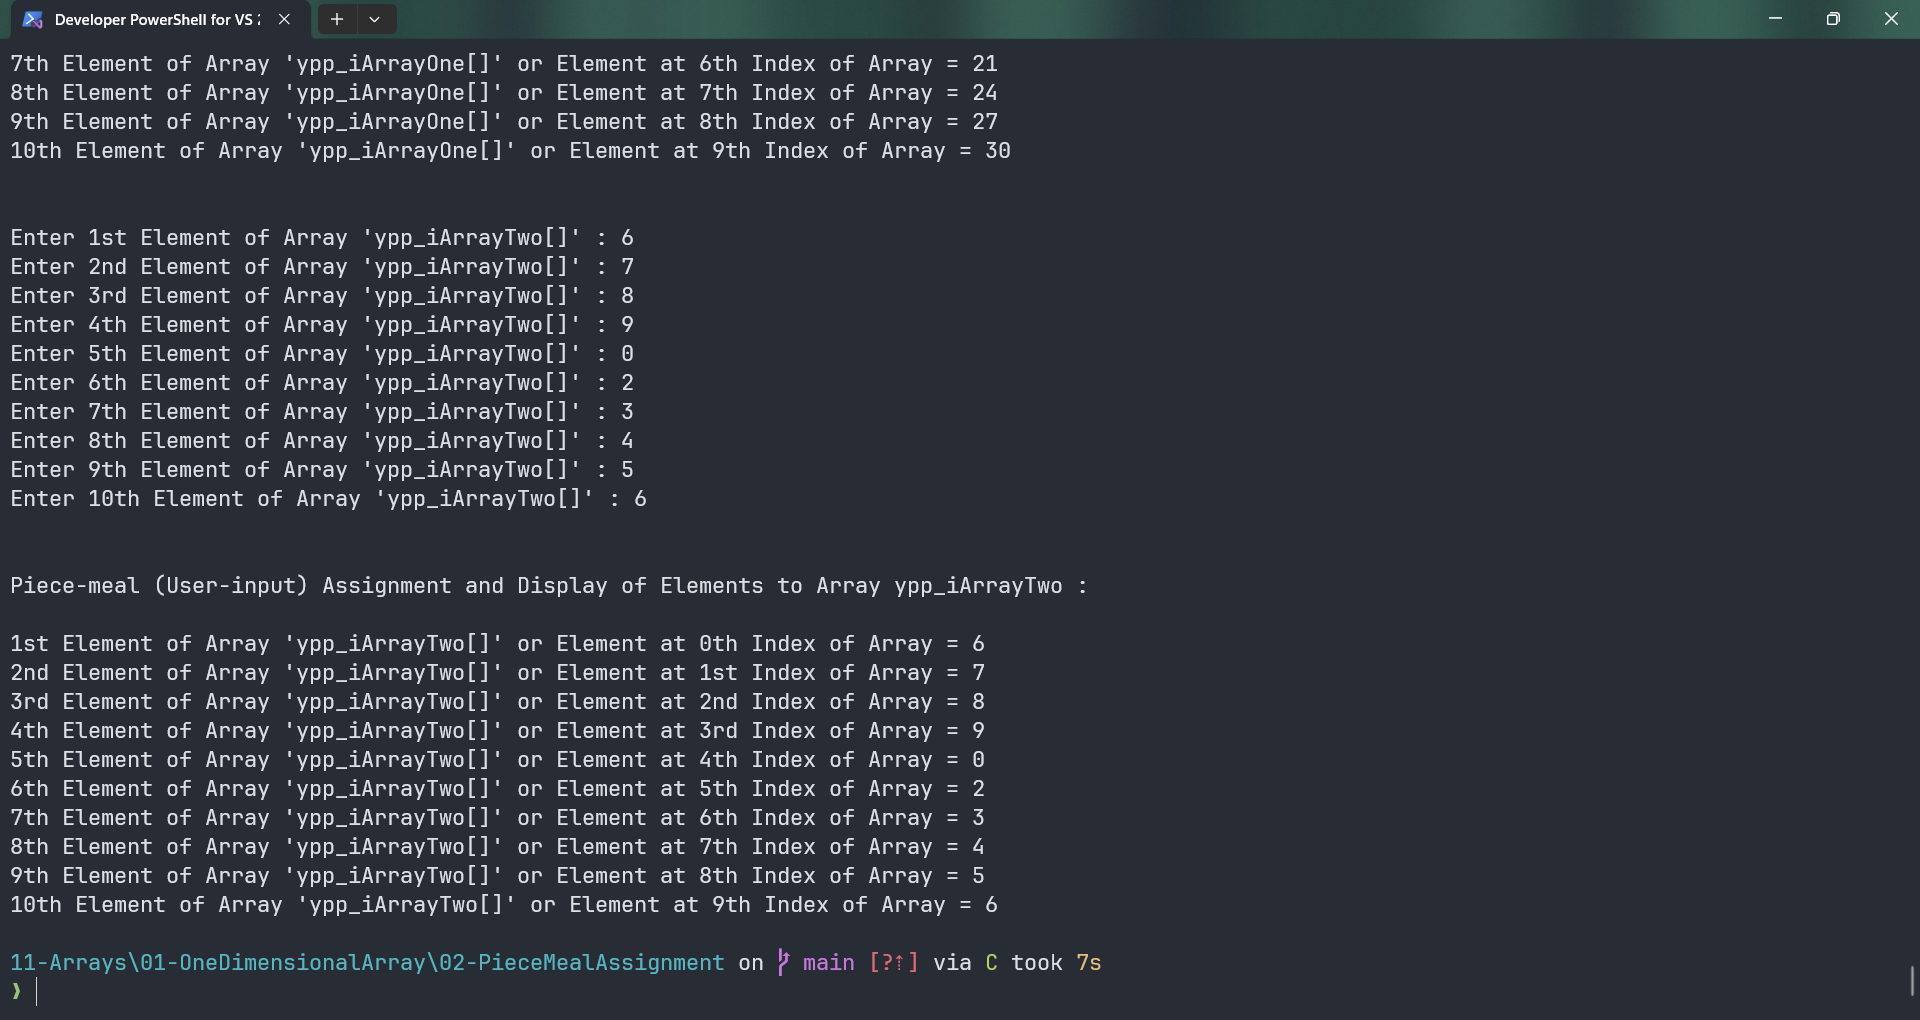 Developer PowerShell for VS 2
7th Element of Array 'ypp_iArrayOne[]' or Element at 6th Index of Array = 21
8th Element of Array 'ypp_iArrayOne[]' or Element at 7th Index of Array = 24
9th Element of Array 'ypp_iArrayOne[]' or Element at 8th Index of Array = 27
10th Element of Array 'ypp_iArrayOne[]' or Element at 9th Index of Array = 30
Enter 1st Element of Array 'ypp_iArrayTwo[]' : 6
Enter 2nd Element of Array 'ypp_iArrayTwo[]' : 7
Enter 3rd Element of Array 'ypp_iArrayTwo[]' : 8
Enter 4th Element of Array 'ypp_iArrayTwo[]' : 9
Enter 5th Element of Array 'ypp_iArrayTwo[]' : 0
Enter 6th Element of Array 'ypp_iArrayTwo[]' : 2
Enter 7th Element of Array 'ypp_iArrayTwo[]' : 3
Enter 8th Element of Array 'ypp_iArrayTwo[]' : 4
Enter 9th Element of Array 'ypp_iArrayTwo[]' : 5
Enter 10th Element of Array 'ypp_iArrayTwo[]' : 6
Piece-meal (User-input) Assignment and Display of Elements to Array ypp_iArrayTwo :
1st Element of Array 'ypp_iArrayTwo[]' or Element at 0th Index of Array = 6
2nd Element of Array 'ypp_iArrayTwo[]' or Element at 1st Index of Array = 7
3rd Element of Array 'ypp_iArrayTwo[]' or Element at 2nd Index of Array = 8
4th Element of Array 'ypp_iArrayTwo[]' or Element at 3rd Index of Array = 9
5th Element of Array 'ypp_iArrayTwo[]' or Element at 4th Index of Array = 0
6th Element of Array 'ypp_iArrayTwo[]' or Element at 5th Index of Array = 2
7th Element of Array 'ypp_iArrayTwo[]' or Element at 6th Index of Array = 3
8th Element of Array 'ypp_iArrayTwo[]' or Element at 7th Index of Array = 4
9th Element of Array 'ypp_iArrayTwo[]' or Element at 8th Index of Array = 5
10th Element of Array 'ypp_iArrayTwo[]' or Element at 9th Index of Array = 6
11-Arrays\01-OneDimensionalArray\02-PieceMealAssignment on main [?⇡] via C took 7s
❯